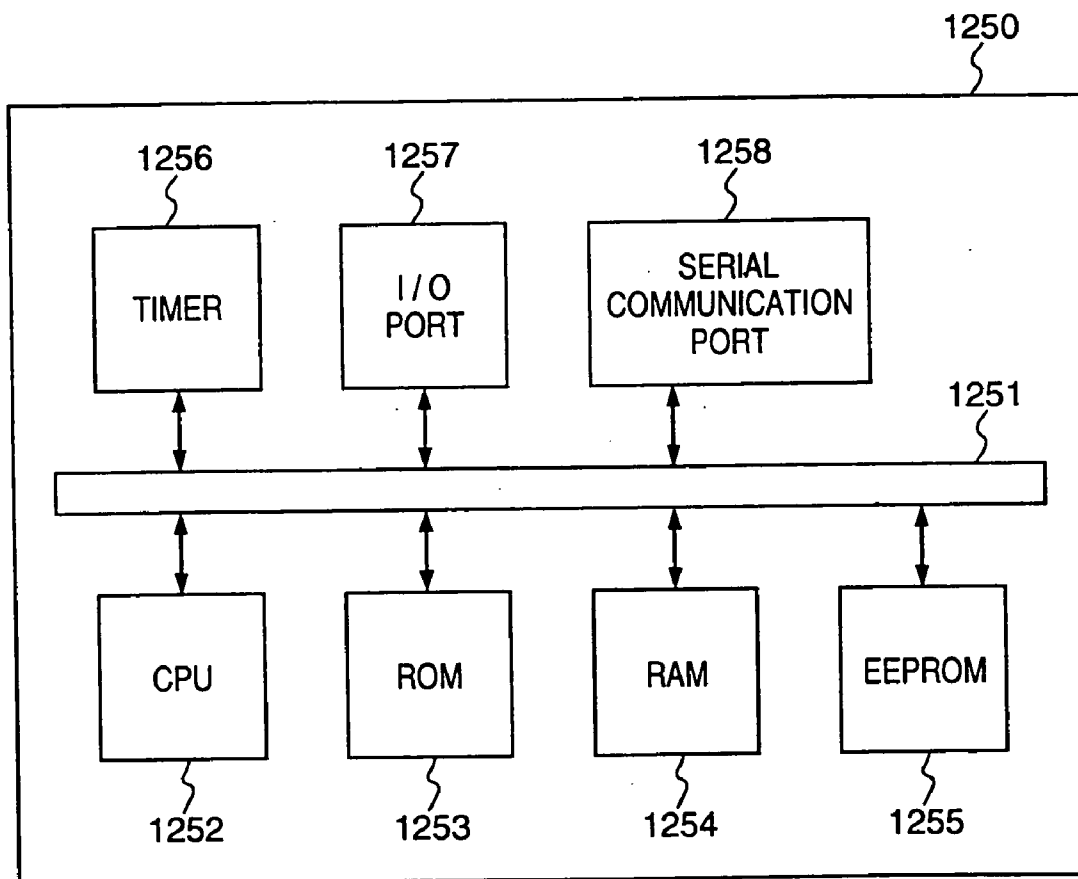 1250
1256
1257
1258
TIMER
I / O
PORT
SERIAL
COMMUNICATION
PORT
1251
CPU
ROM
RAM
EEPROM
1252
1253
1254
1255